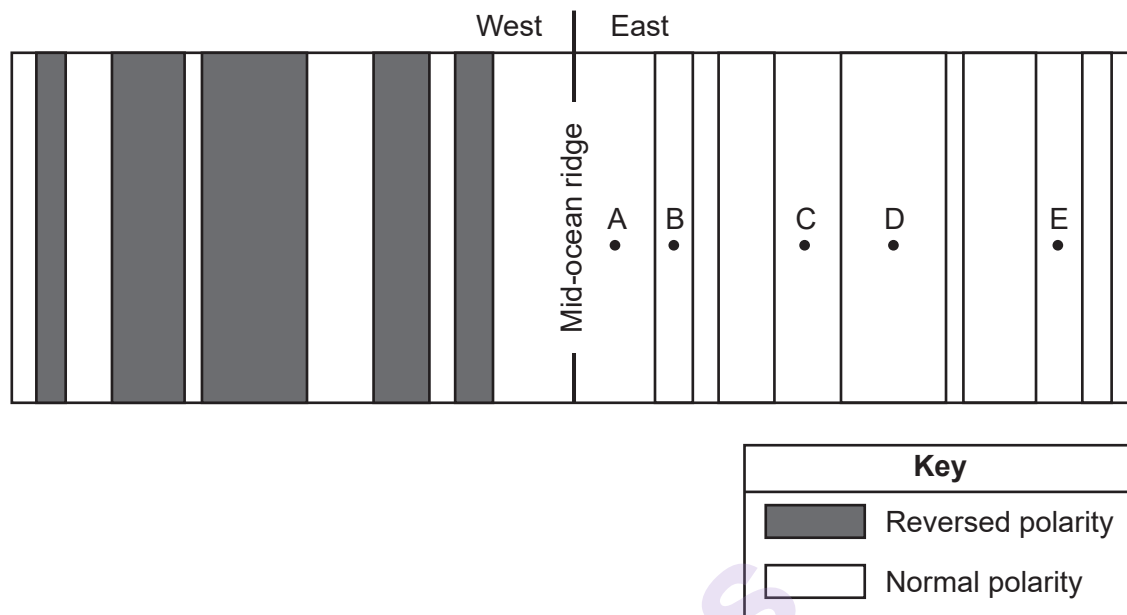 West East
Mid-ocean ridge
A B C D E
Key
Reversed polarity
Normal polarity